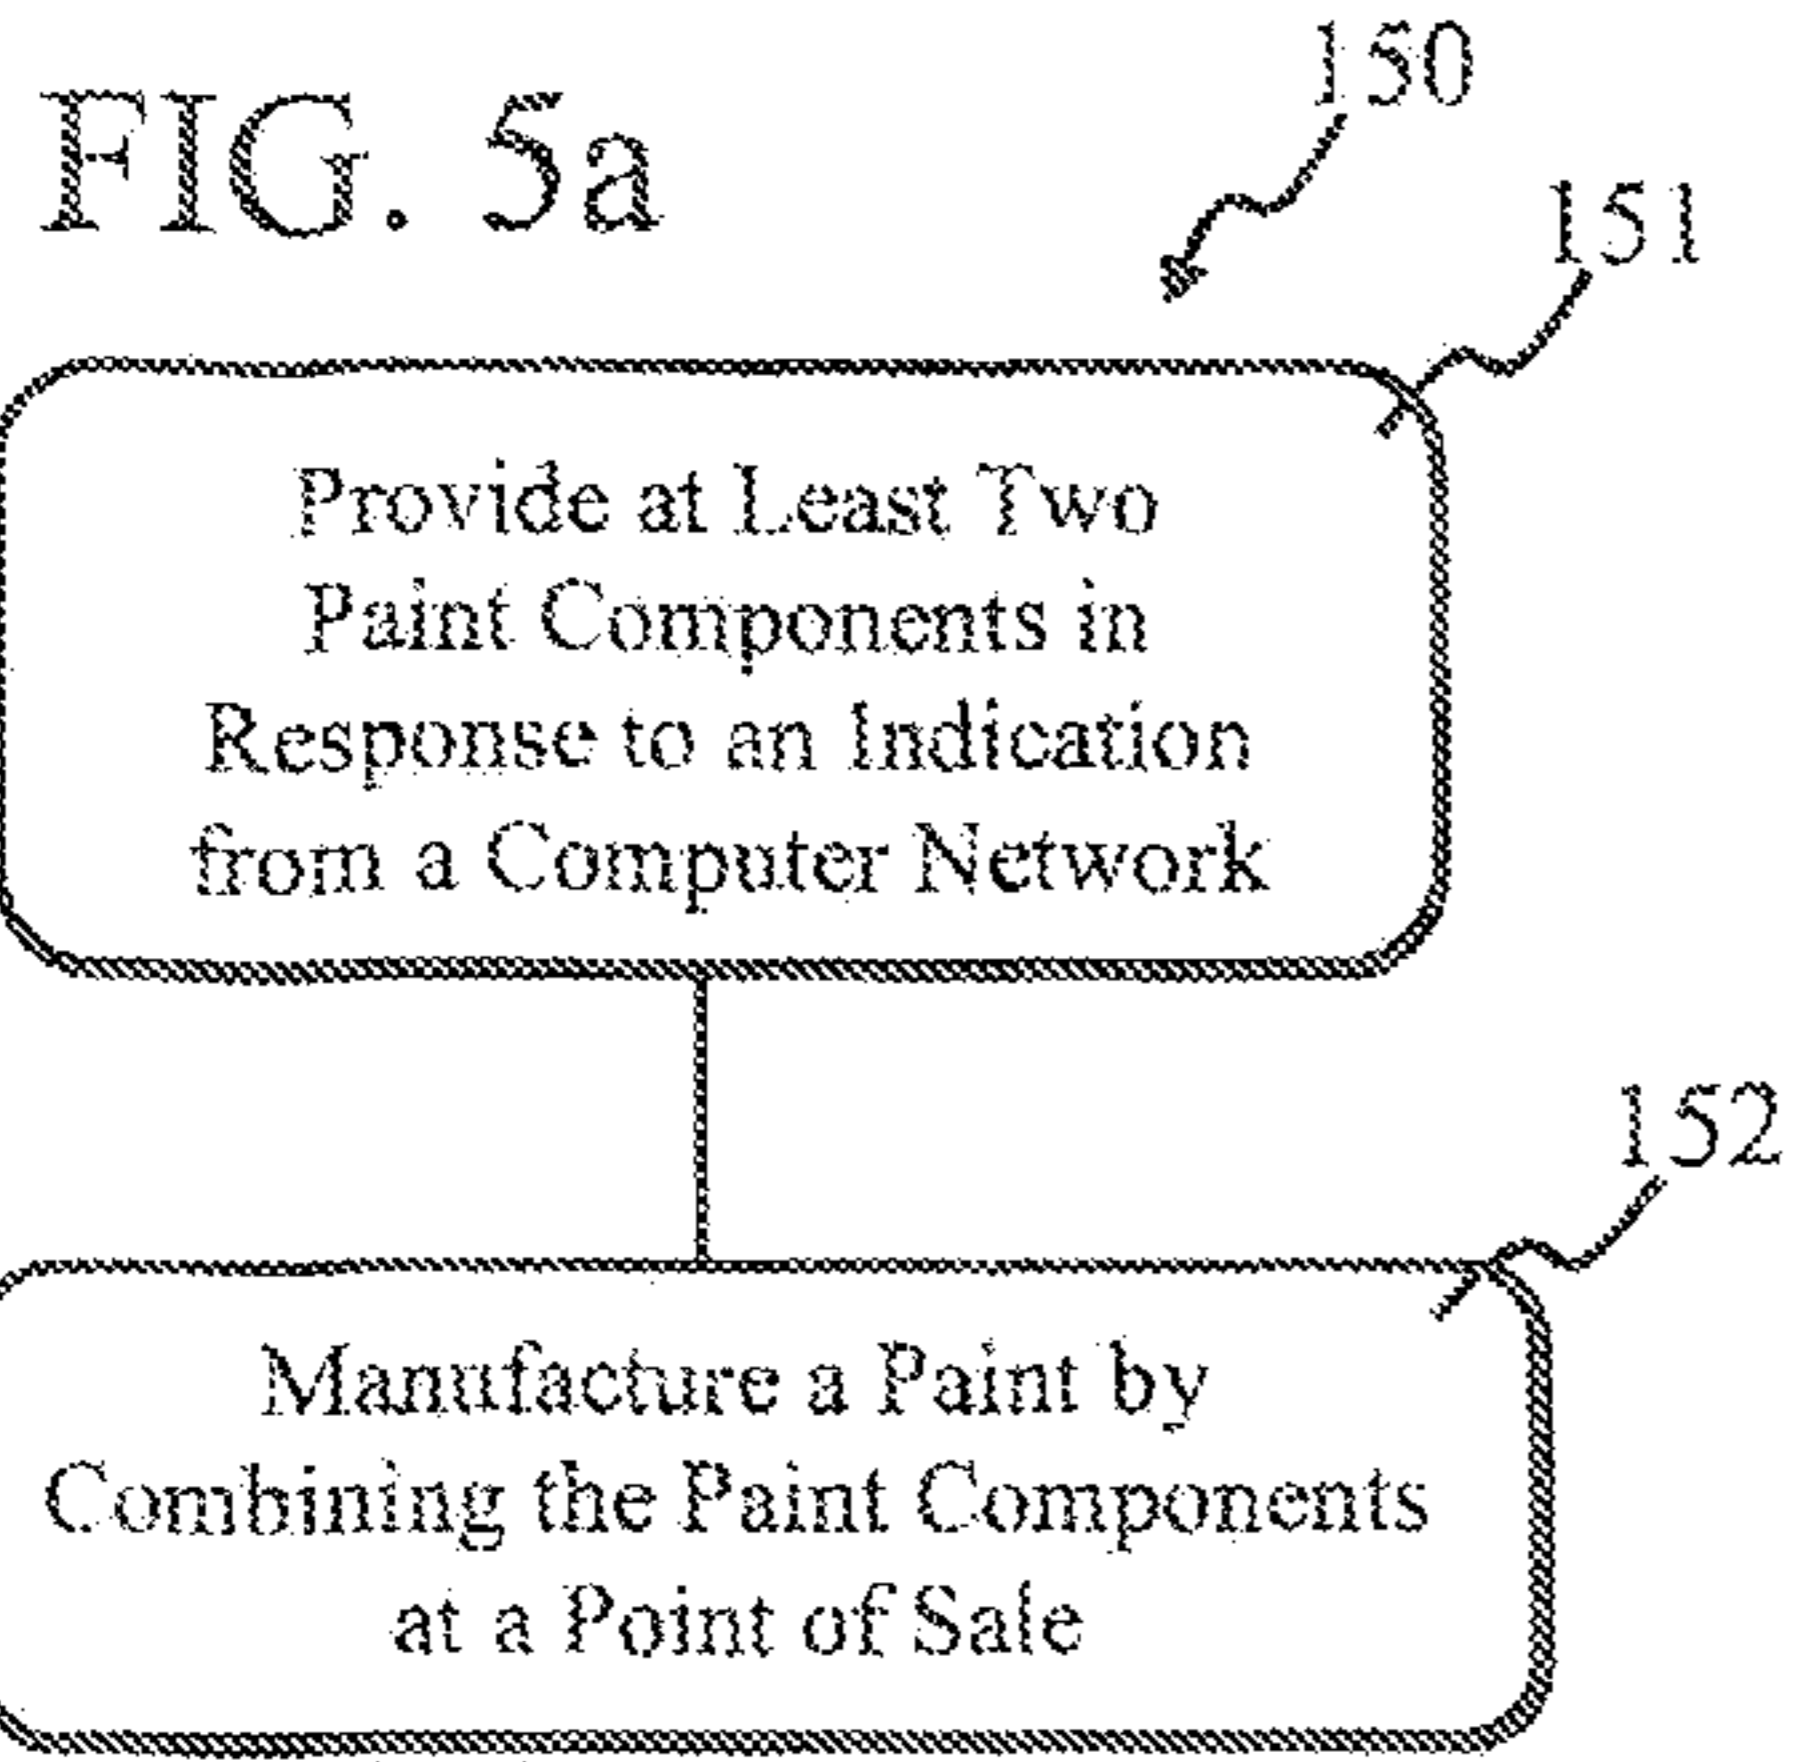 FIG. 5a
150
151
Provide at Least Two
Paint Components in
Response to an Indication
from a Computer Network
152
Manufacture a Paint by
Combining the Paint Components
at a Point of Sale